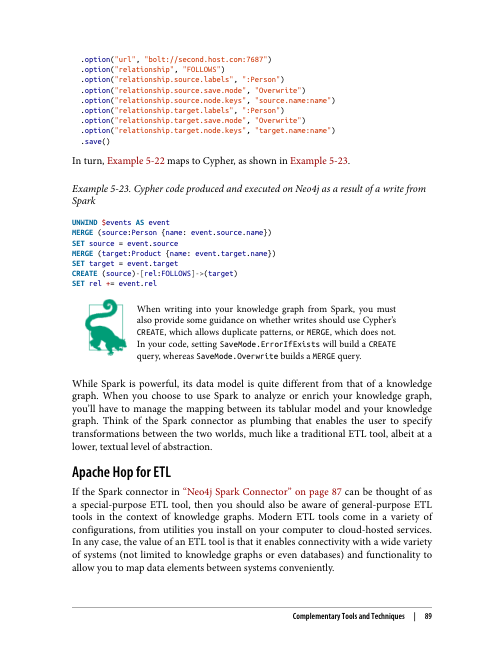 .option("url", "bolt://second.host.com:7687")
.option("relationship", "FOLLOWS")
.option("relationship.source.labels", ":Person")
.option("relationship.source.save.mode", "Overwrite")
.option("relationship.source.node.keys", "source.name:name")
.option("relationship.target.labels", ":Person")
.option("relationship.target.save.mode", "Overwrite")
.option("relationship.target.node.keys", "target.name:name")
.save()
In turn, Example 5-22 maps to Cypher, as shown in Example 5-23.
Example 5-23. Cypher code produced and executed on Neo4j as a result of a write from
Spark
UNWIND $events AS event
MERGE (source:Person {name: event.source.name})
SET source = event.source
MERGE (target:Product {name: event.target.name})
SET target = event.target
CREATE (source)-[rel:FOLLOWS]->(target)
SET rel += event.rel
When writing into your knowledge graph from Spark, you must
also provide some guidance on whether writes should use Cypher's
CREATE, which allows duplicate patterns, or MERGE, which does not.
In your code, setting SaveMode.ErrorIfExists will build a CREATE
query, whereas SaveMode.Overwrite builds a MERGE query.
While Spark is powerful, its data model is quite different from that of a knowledge
graph. When you choose to use Spark to analyze or enrich your knowledge graph,
you'll have to manage the mapping between its tablular model and your knowledge
graph. Think of the Spark connector as plumbing that enables the user to specify
transformations between the two worlds, much like a traditional ETL tool, albeit at a
lower, textual level of abstraction.
Apache Hop for ETL
If the Spark connector in "Neo4j Spark Connector" on page 87 can be thought of as
a special-purpose ETL tool, then you should also be aware of general-purpose ETL
tools in the context of knowledge graphs. Modern ETL tools come in a variety of
configurations, from utilities you install on your computer to cloud-hosted services.
In any case, the value of an ETL tool is that it enables connectivity with a wide variety
of systems (not limited to knowledge graphs or even databases) and functionality to
allow you to map data elements between systems conveniently.
Complementary Tools and Techniques | 89